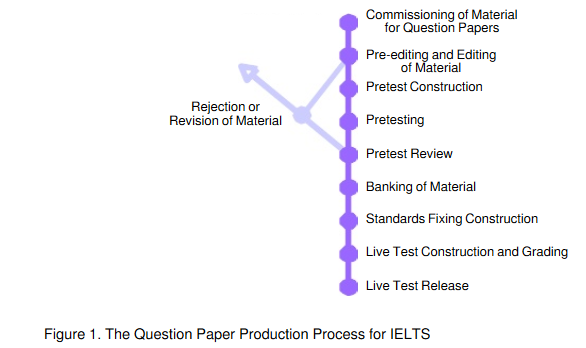 Commissioning of Material
for Question Papers
Pre-editing and Editing
of Material
Pretest Construction
Rejection or
Revision of Material
Pretesting
Pretest Review
Banking of Material
Standards Fixing Construction
Live Test Construction and Grading
Live Test Release
Figure 1. The Question Paper Production Process for IELTS